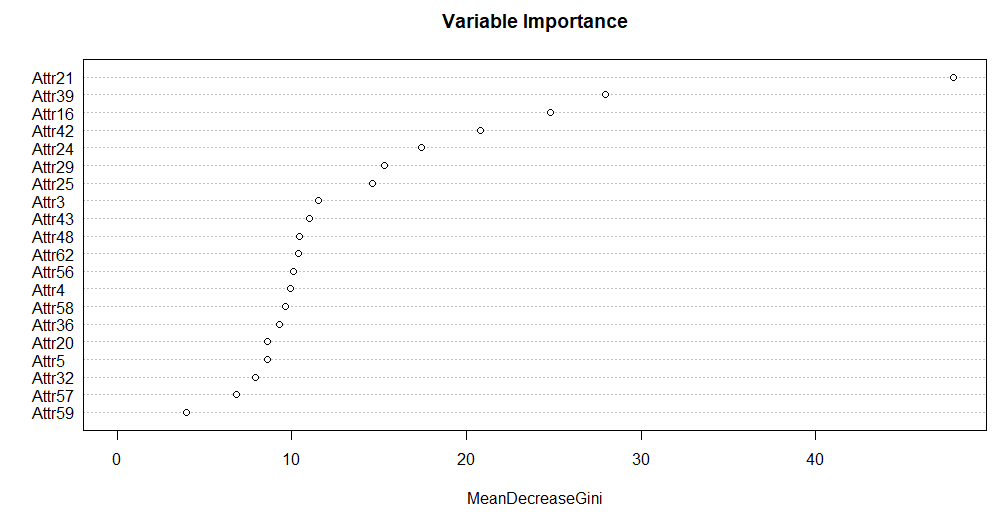 Variable Importance
Attr21
Attr39
Attr16
Attr42
Attr24
Attr29
Attr25
Attr3
Attr43
Attr48
Attr62
Attr56
Attr4
Attr58
Attr36
Attr20
Attr5
Attr32
Attr57
Attr59
0 10 20 30 40
MeanDecreaseGini